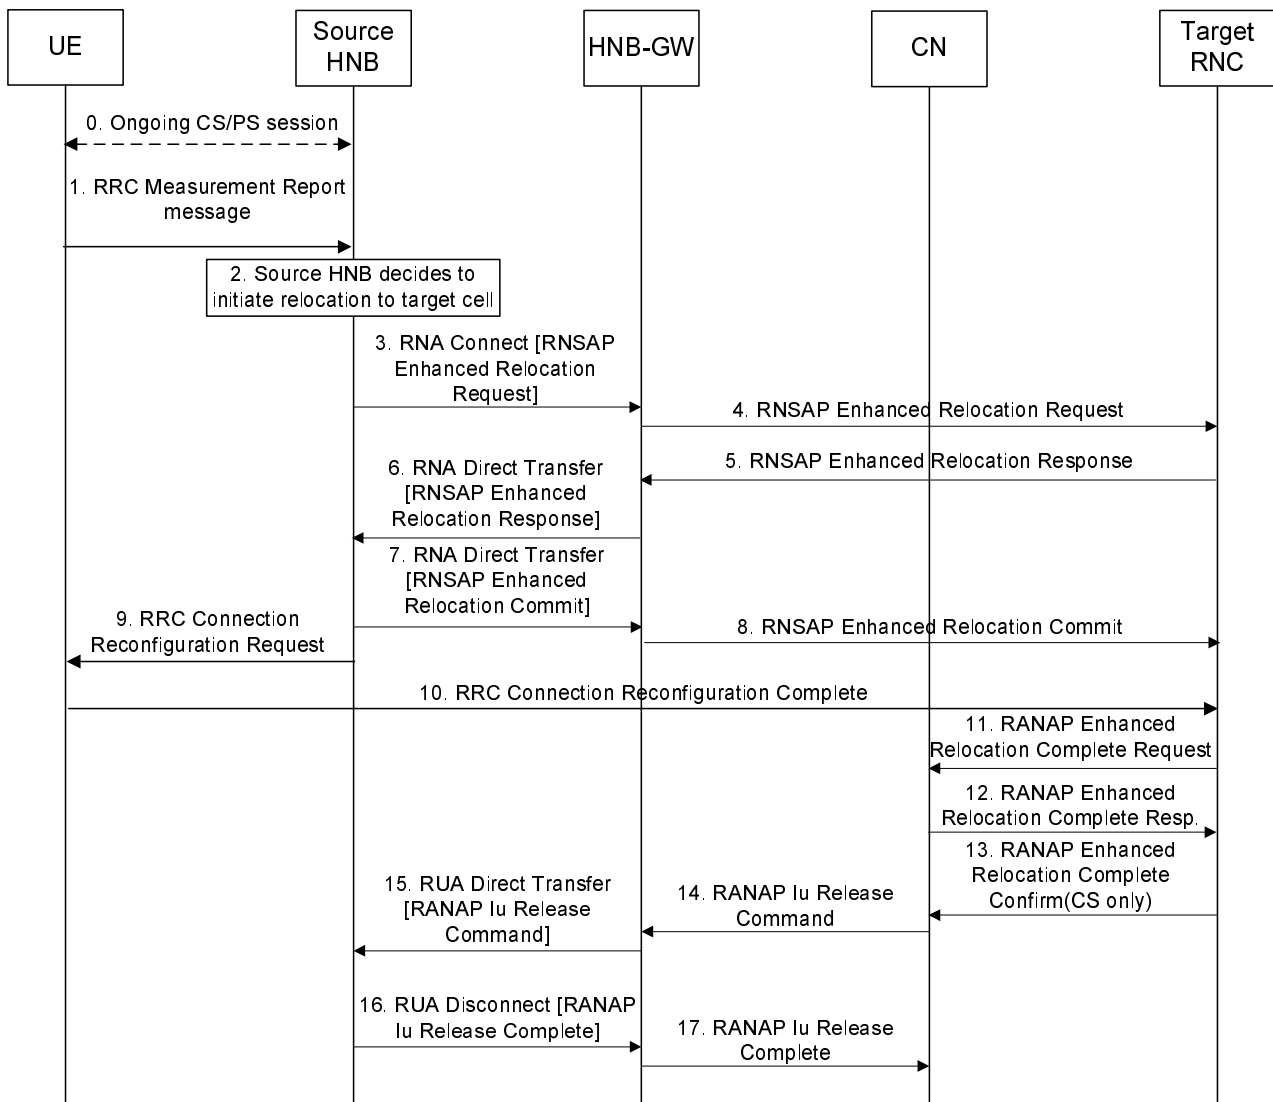 UE
Source
HNB
HNB-GW
CN
Target
RNC
0. Ongoing CS/PS session
1. RRC Measurement Report
message
2. Source HNB decides to
initiate relocation to target cell
3. RNA Connect [RNSAP
Enhanced Relocation
Request]
4. RNSAP Enhanced Relocation Request
5. RNSAP Enhanced Relocation Response
6. RNA Direct Transfer
[RNSAP Enhanced
Relocation Response]
7. RNA Direct Transfer
[RNSAP Enhanced
Relocation Commit]
8. RNSAP Enhanced Relocation Commit
9. RRC Connection
Reconfiguration Request
10. RRC Connection Reconfiguration Complete
11. RANAP Enhanced
Relocation Complete Request
12. RANAP Enhanced
Relocation Complete Resp.
13. RANAP Enhanced
Relocation Complete
Confirm(CS only)
14. RANAP Iu Release
Command
15. RUA Direct Transfer
[RANAP Iu Release
Command]
16. RUA Disconnect [RANAP
Iu Release Complete]
17. RANAP Iu Release
Complete